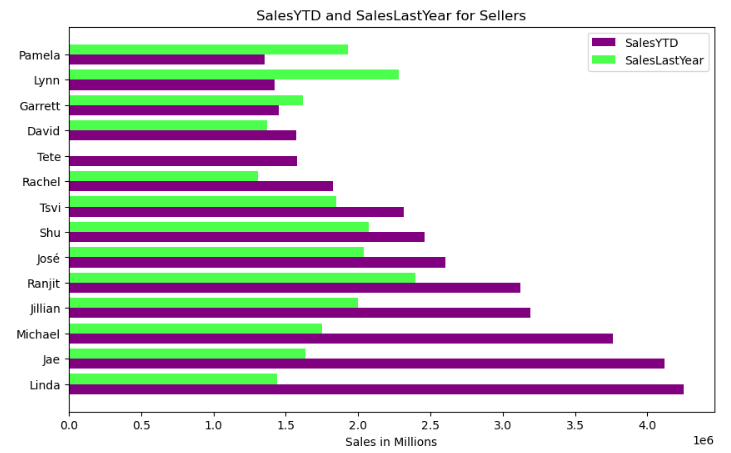 SalesYTD and SalesLastYear for Sellers
SalesYTD
SalesLastYear
Pamela
Lynn
Garrett
David
Tete
Rachel
Tsvi
Shu
José
Ranjit
Jillian
Michael
Jae
Linda
0.0 0.5 1.0 1.5 2.0 2.5 3.0 3.5 4.0
1e6
Sales in Millions